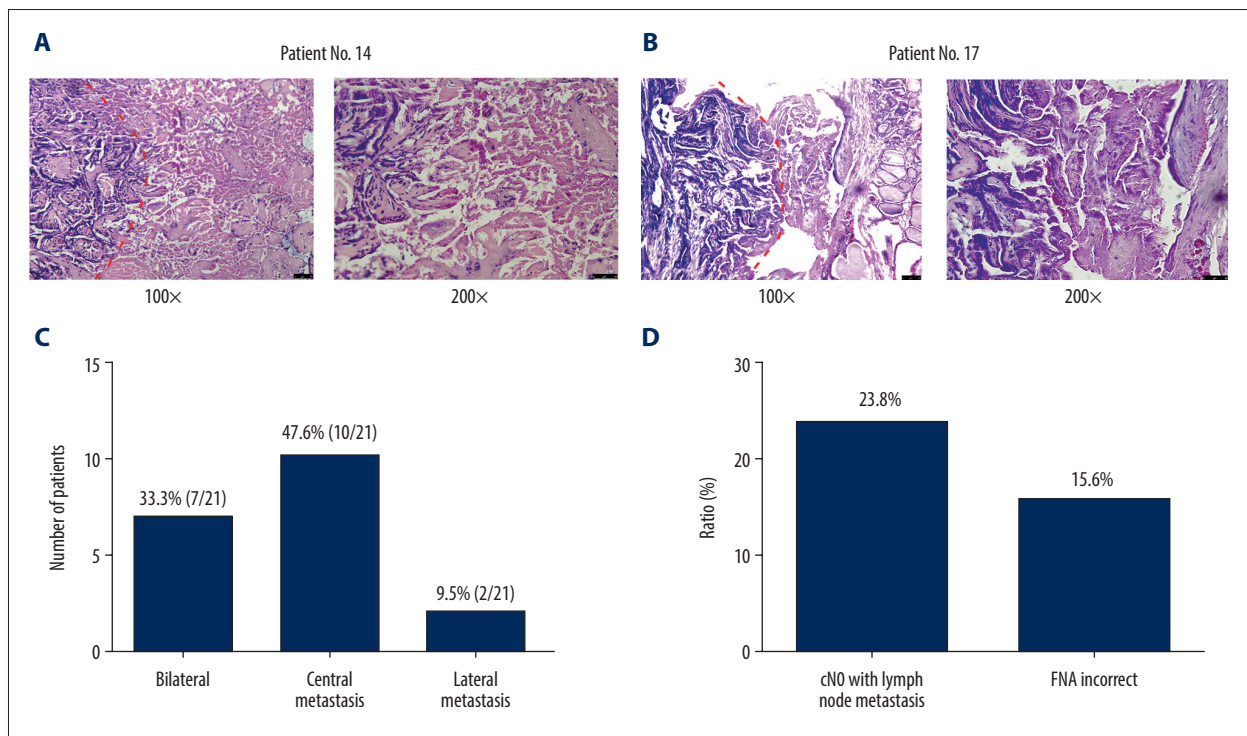 A
Patient No. 14
B
Patient No. 17
100×
200×
100×
200×
C
15
10
5
0
Number of patients
33.3% (7/21)
47.6% (10/21)
9.5% (2/21)
Bilateral
Central
metastasis
Lateral
metastasis
D
30
20
10
0
Ratio (%)
23.8%
15.6%
cN0 with lymph
node metastasis
FNA incorrect